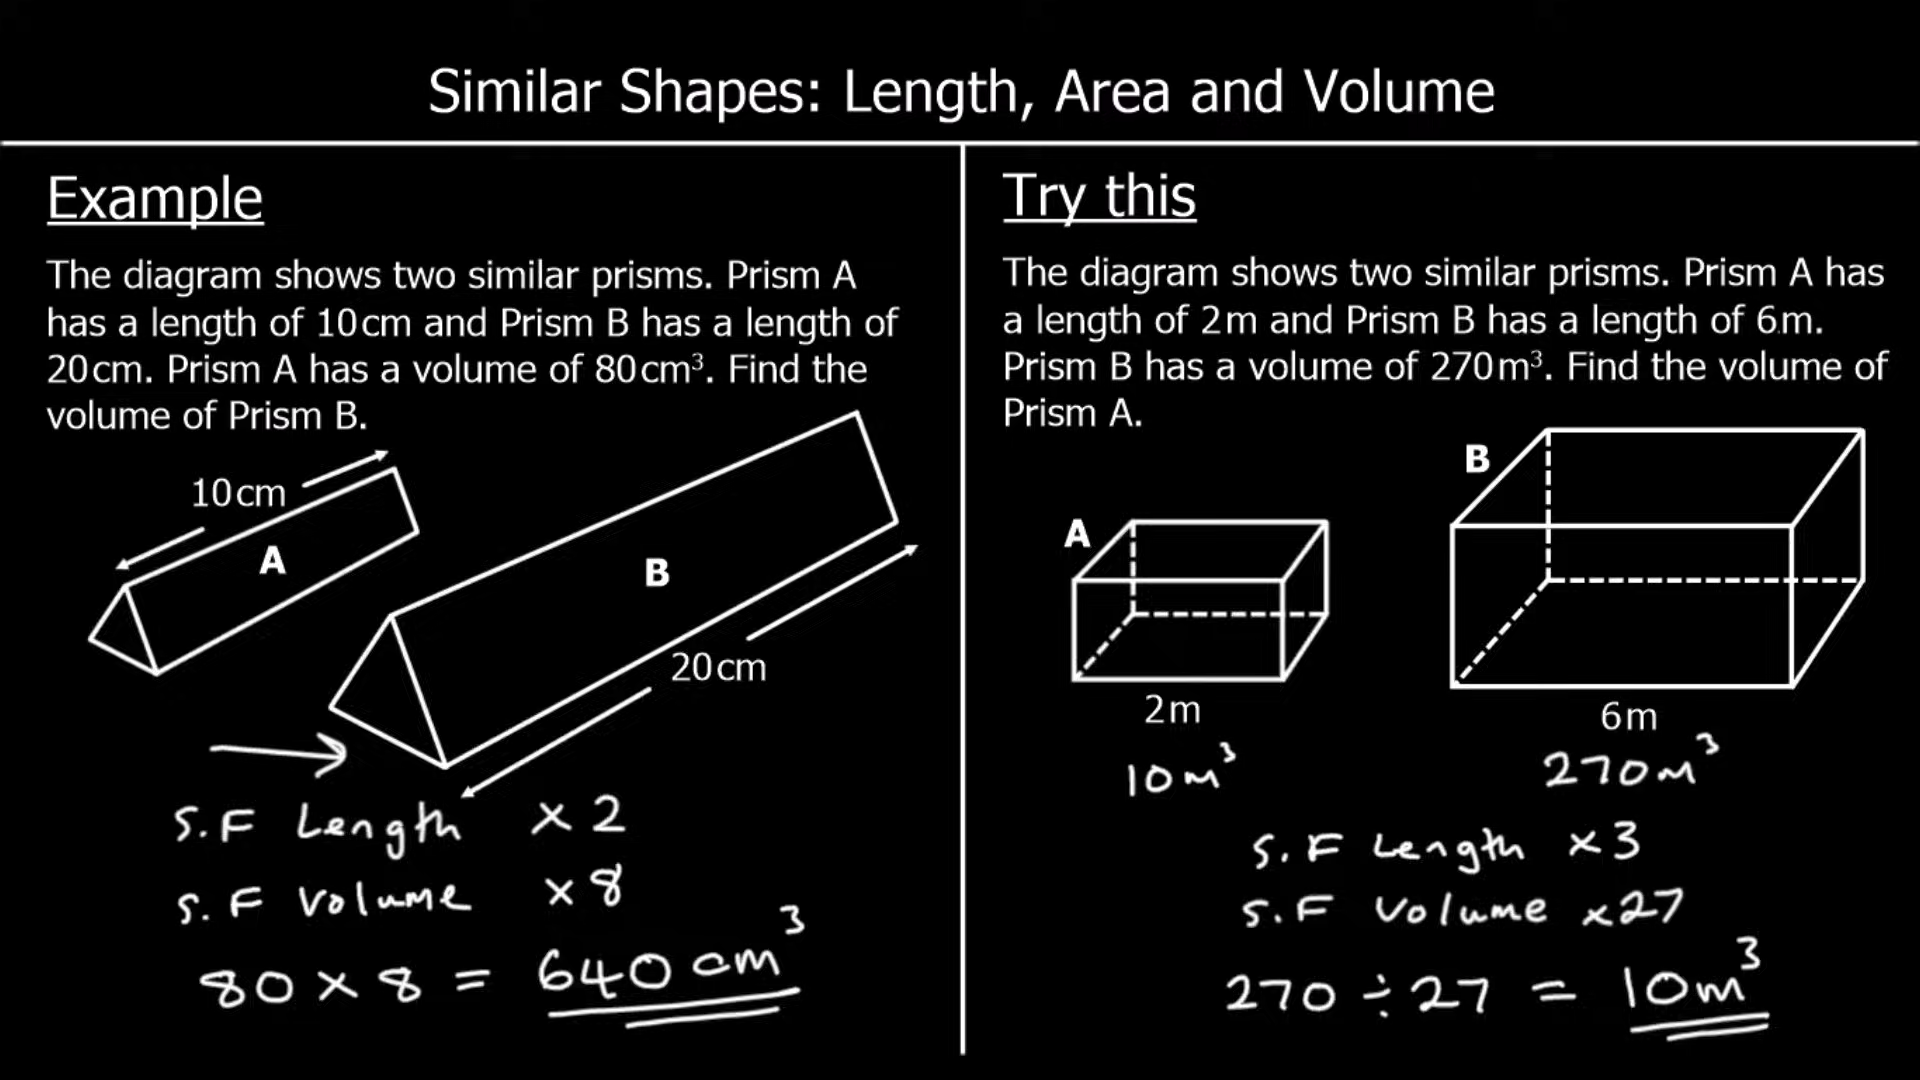 Similar Shapes: Length, Area and Volume
Example
The diagram shows two similar prisms. Prism A
has a length of 10cm and Prism B has a length of
20cm. Prism A has a volume of 80cm³. Find the
volume of Prism B.
10cm
A
B
20cm
S.F Length ×2
S.F Volume ×8
80 × 8 = 640cm³
Try this
The diagram shows two similar prisms. Prism A has
a length of 2m and Prism B has a length of 6m.
Prism B has a volume of 270m³. Find the volume of
Prism A.
A
B
2m
6m
10m³
270m³
S.F Length ×3
S.F Volume ×27
270 ÷ 27 = 10m³